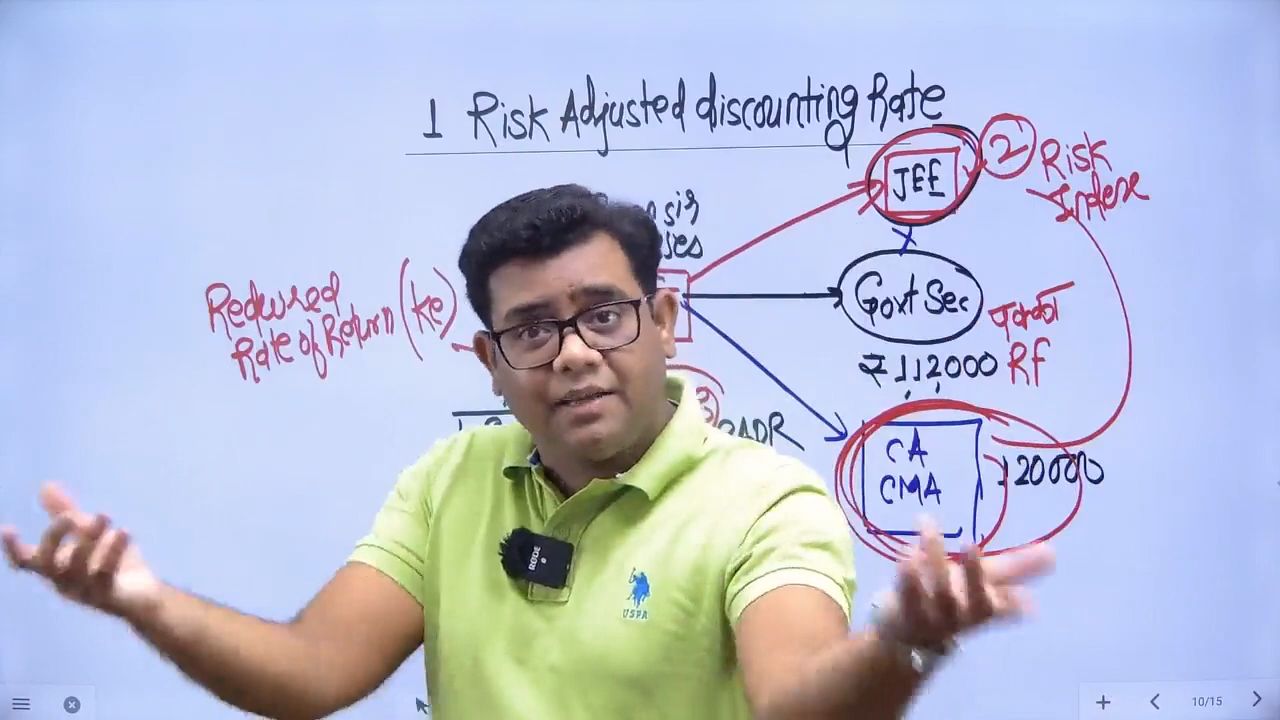 1 Risk Adjusted discounting Rate
JEE
2
Risk
Index
Required
Rate of Return (ke)
Govt Sec
पक्का
Rf
₹112000
RADR
CA
CMA
120000
RODE
USPA
10/15